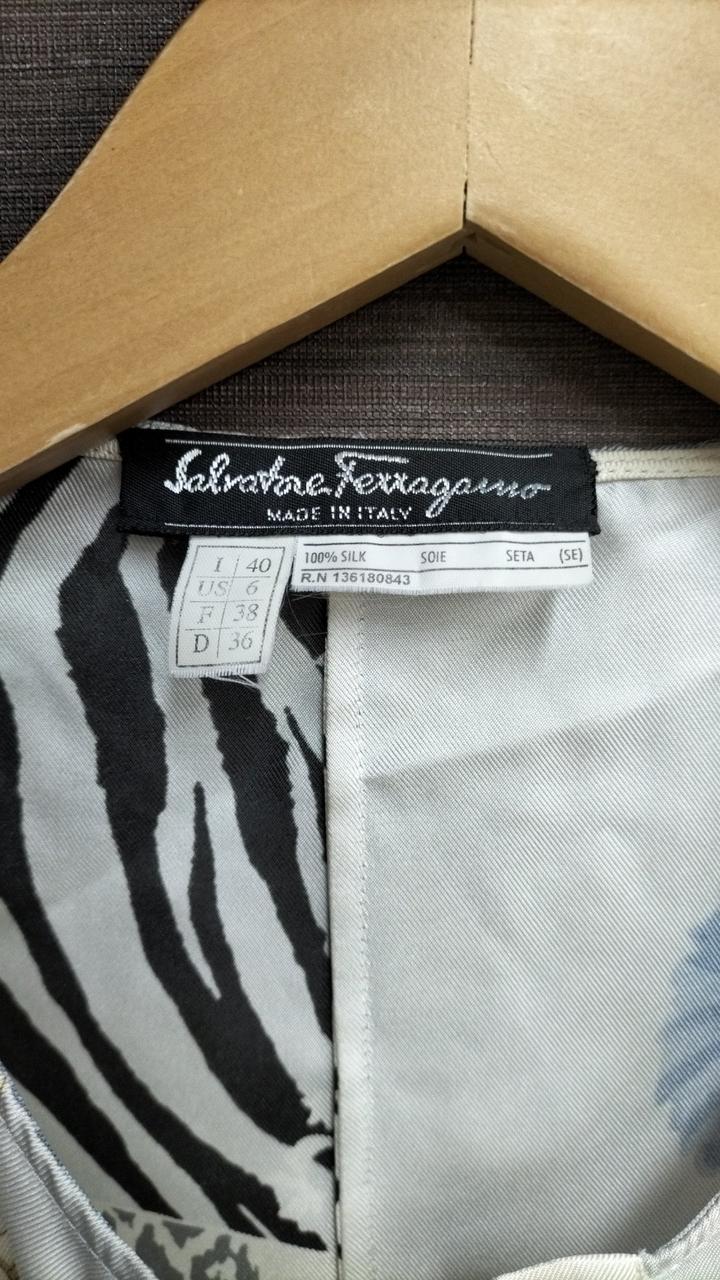 Salvatore Ferragamo
MADE IN ITALY
I 40
US 6
F 38
D 36
100% SILK SOIE SETA (SE)
R.N 136180843